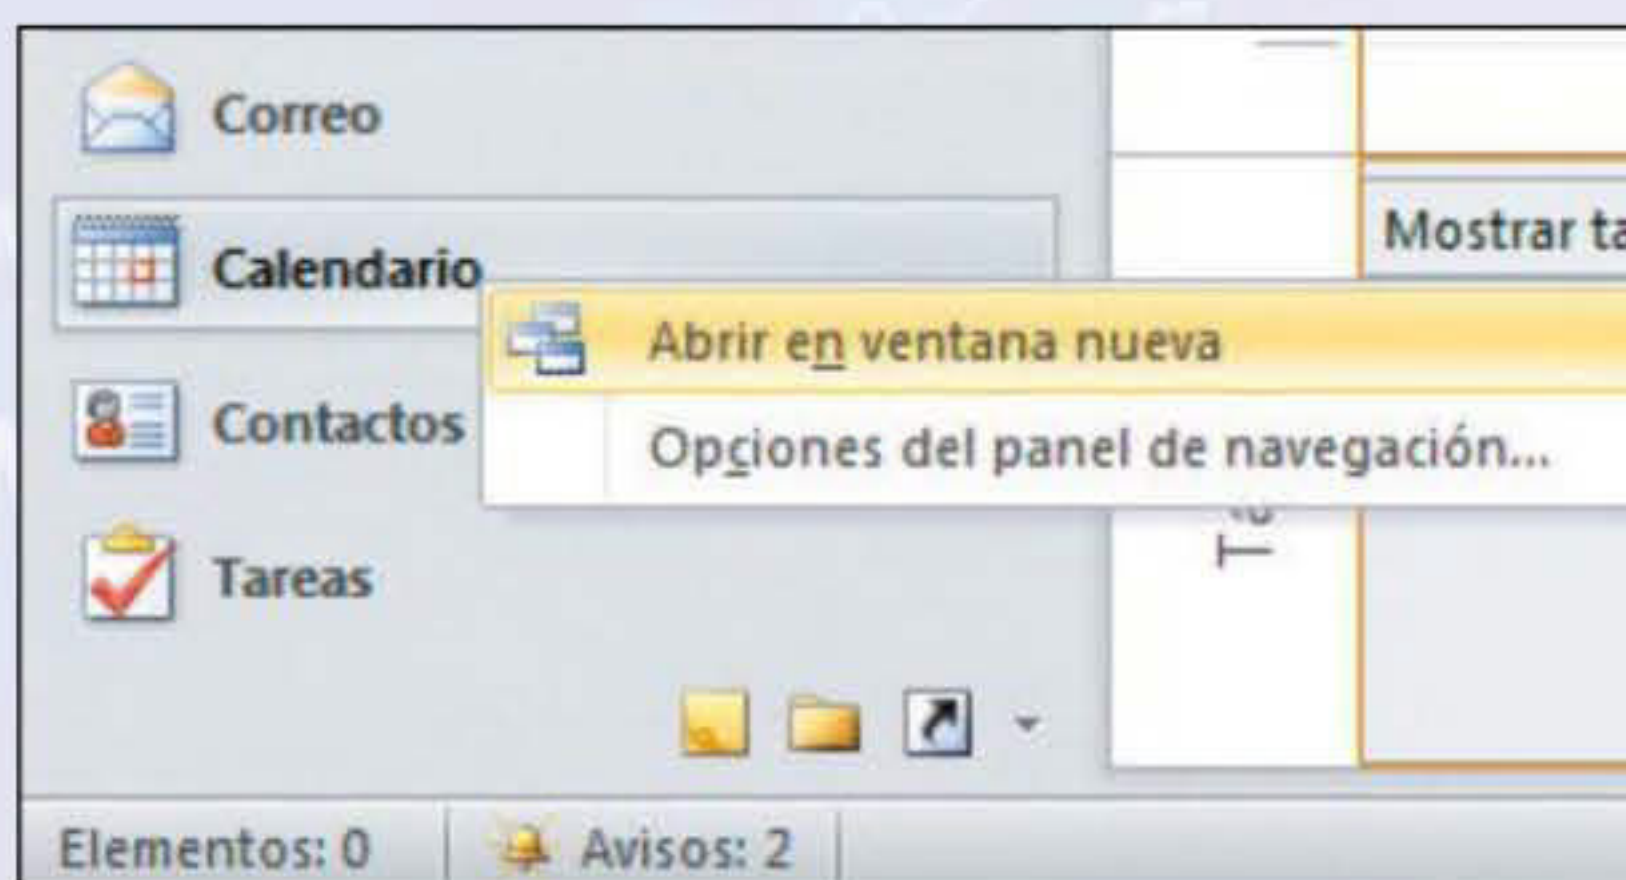 Correo
Calendario
Mostrar ta
Abrir en ventana nueva
Contactos
Opciones del panel de navegación...
Tareas
Elementos: 0
Avisos: 2